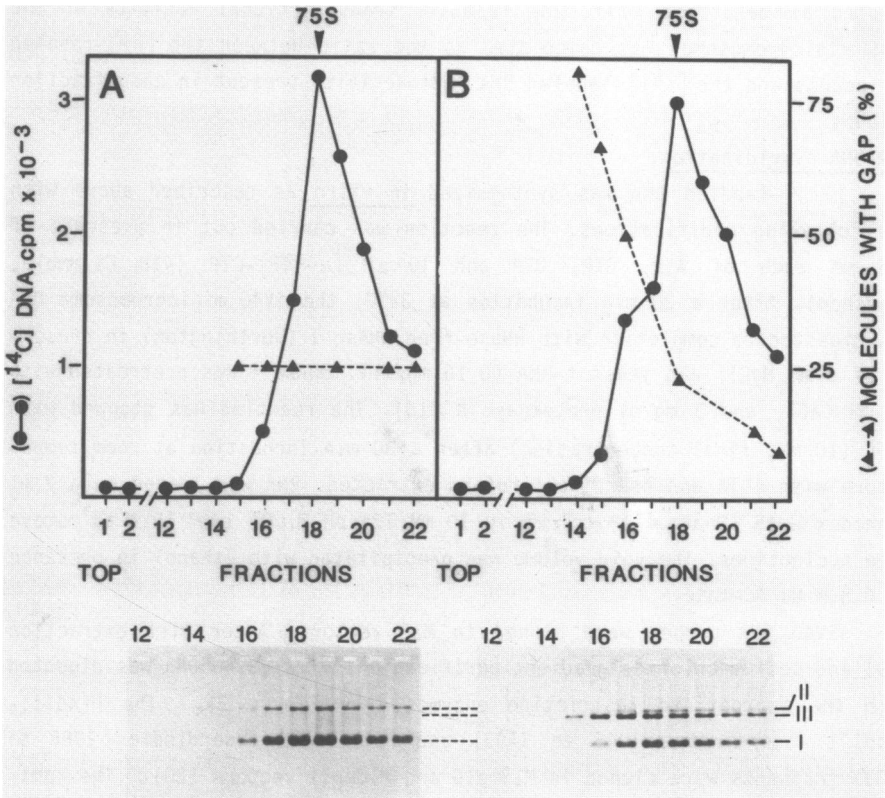 75S
75S
A
B
3
2
1
(●—●) [14C] DNA, cpm x 10-3
75
50
25
(▲--▲) MOLECULES WITH GAP (%)
1 2 12 14 16 18 20 22 1 2 12 14 16 18 20 22
TOP FRACTIONS TOP FRACTIONS
12 14 16 18 20 22 12 14 16 18 20 22
II
III
I